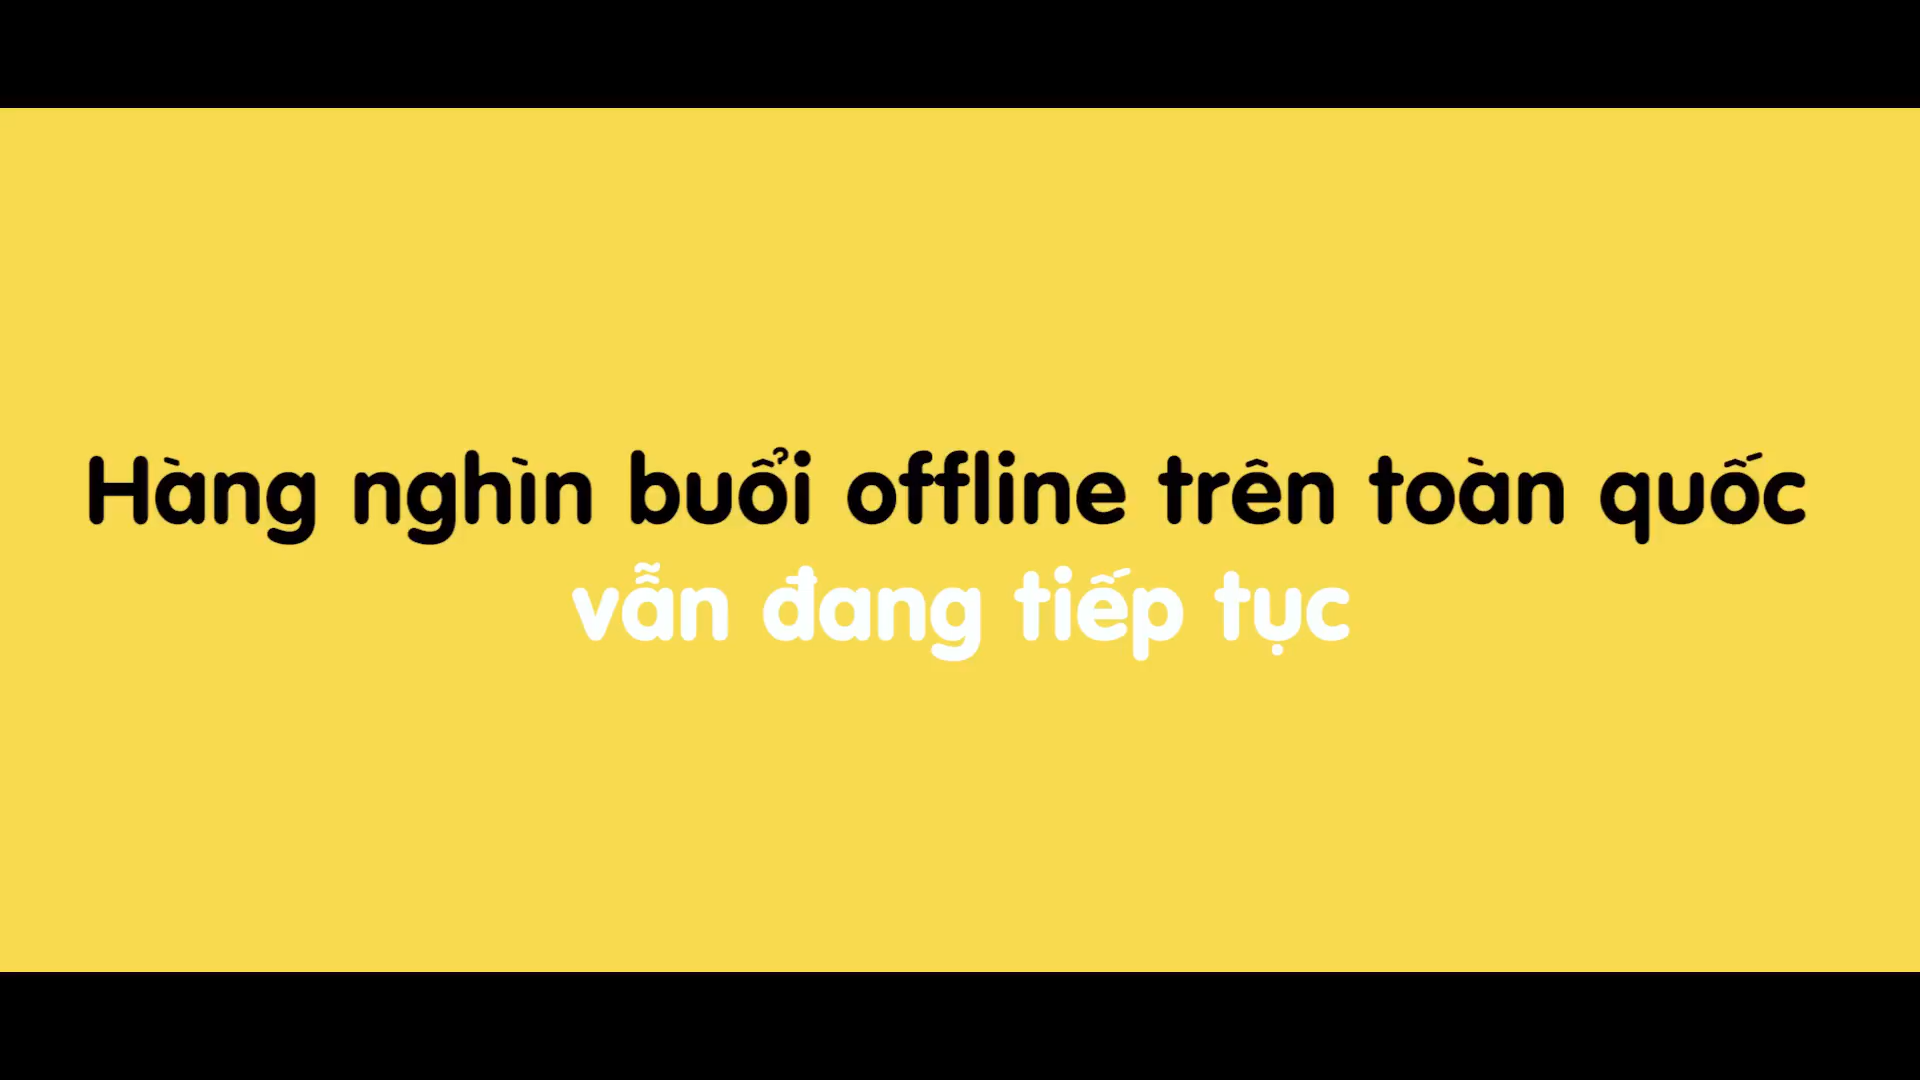 Hàng nghìn buổi offline trên toàn quốc
vẫn đang tiếp tục